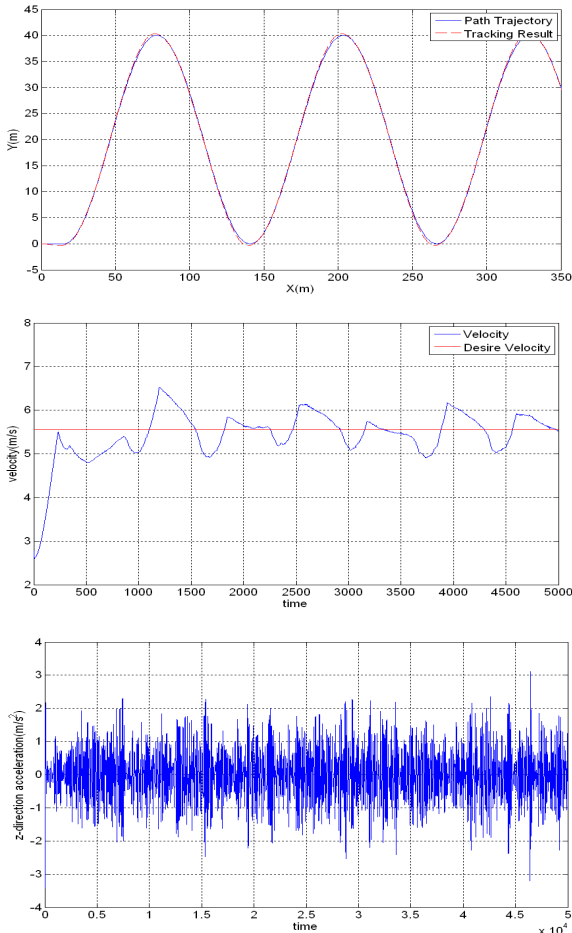 45
40
35
30
25
20
15
10
5
0
-5
Y(m)
Path Trajectory
Tracking Result
0 50 100 150 200 250 300 350
X(m)
8
7
6
5
4
3
2
velocity(m/s)
Velocity
Desire Velocity
0 500 1000 1500 2000 2500 3000 3500 4000 4500 5000
time
4
3
2
1
0
-1
-2
-3
-4
z-direction acceleration(m/s²)
0 0.5 1 1.5 2 2.5 3 3.5 4 4.5 5
time
x 10⁴